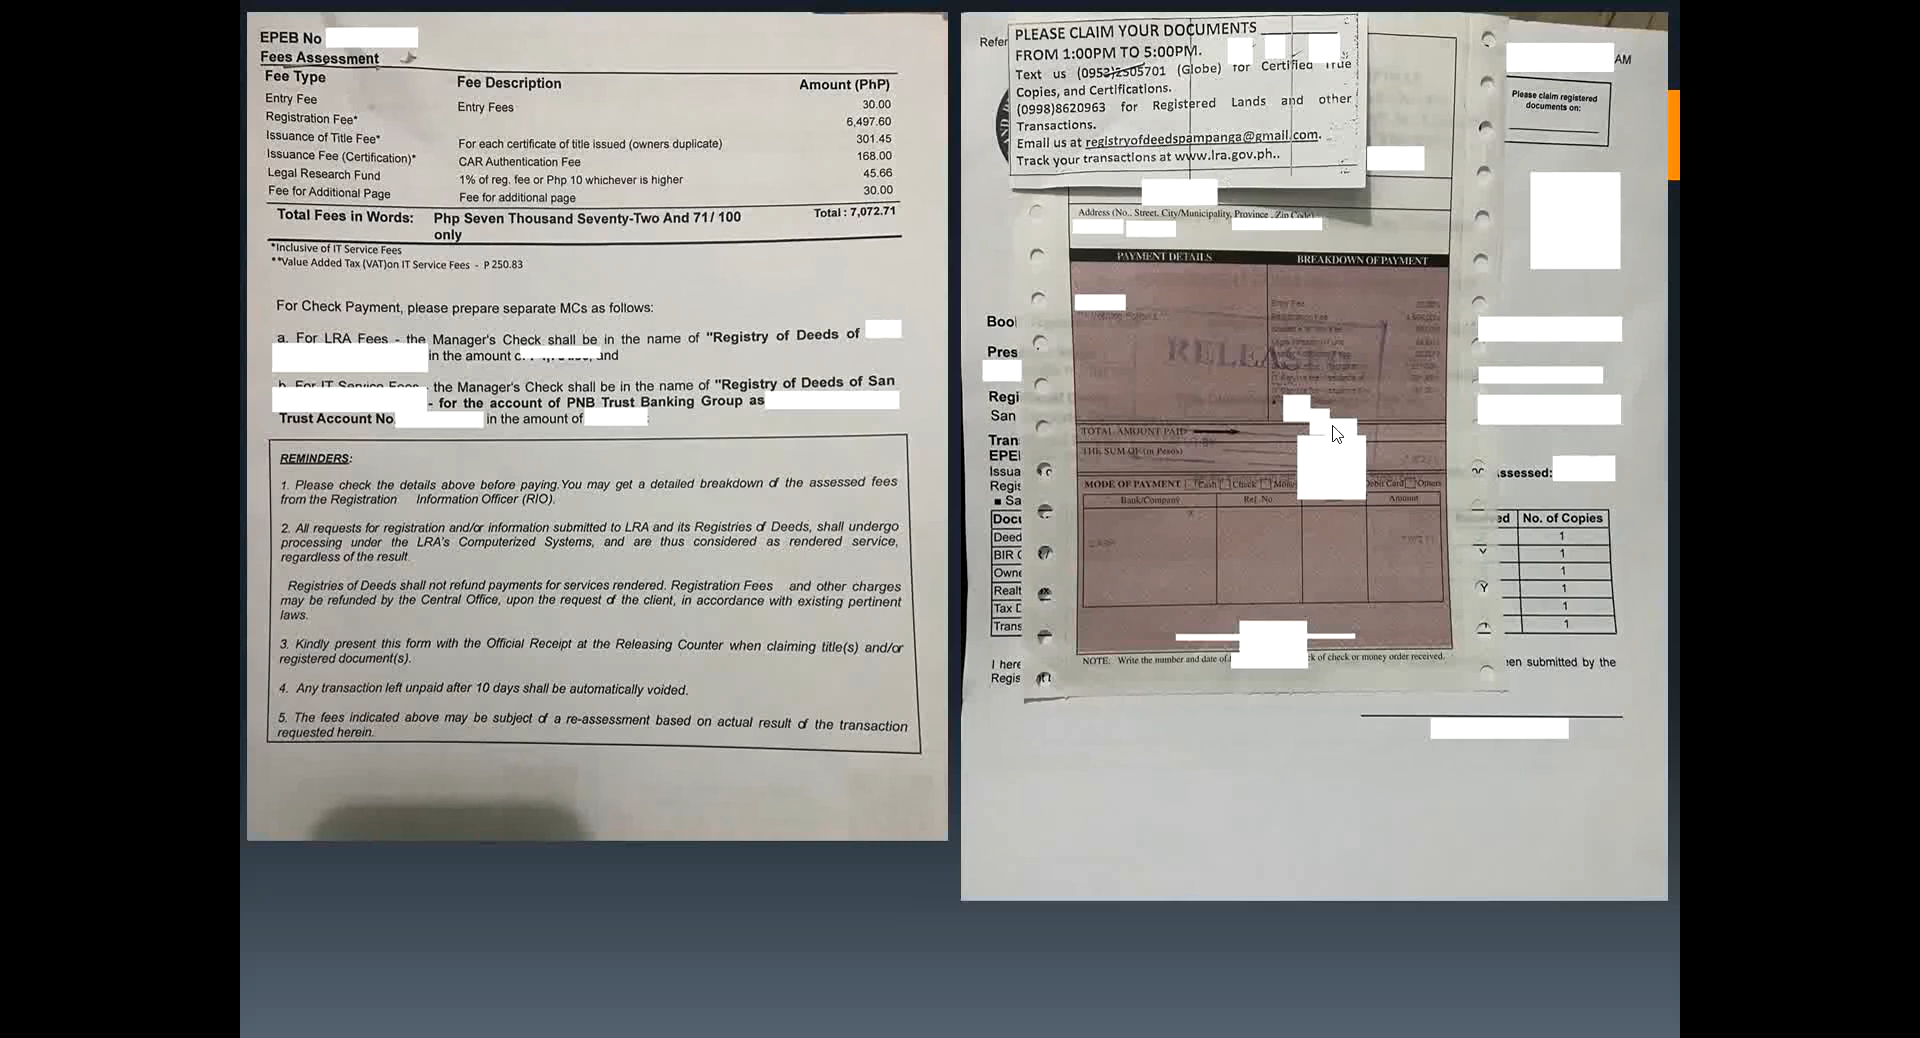 EPEB No
Fees Assessment
Fee Type Fee Description Amount (PhP)
Entry Fee Entry Fees 30.00
Registration Fee* 6,497.60
Issuance of Title Fee* For each certificate of title issued (owners duplicate) 301.45
Issuance Fee (Certification)* CAR Authentication Fee 168.00
Legal Research Fund 1% of reg. fee or Php 10 whichever is higher 45.66
Fee for Additional Page Fee for additional page 30.00
Total Fees in Words: Php Seven Thousand Seventy-Two And 71/ 100 Total : 7,072.71
only
*Inclusive of IT Service Fees
**Value Added Tax (VAT)on IT Service Fees - P 250.83
For Check Payment, please prepare separate MCs as follows:
a. For LRA Fees - the Manager's Check shall be in the name of "Registry of Deeds of
in the amount and
b. For IT Service Fees - the Manager's Check shall be in the name of "Registry of Deeds of San
- for the account of PNB Trust Banking Group as
Trust Account No in the amount of
REMINDERS:
1. Please check the details above before paying.You may get a detailed breakdown of the assessed fees
from the Registration Information Officer (RIO).
2. All requests for registration and/or information submitted to LRA and its Registries of Deeds, shall undergo
processing under the LRA's Computerized Systems, and are thus considered as rendered service,
regardless of the result.
Registries of Deeds shall not refund payments for services rendered. Registration Fees and other charges
may be refunded by the Central Office, upon the request of the client, in accordance with existing pertinent
laws.
3. Kindly present this form with the Official Receipt at the Releasing Counter when claiming title(s) and/or
registered document(s).
4. Any transaction left unpaid after 10 days shall be automatically voided.
5. The fees indicated above may be subject of a re-assessment based on actual result of the transaction
requested herein.
Refer
AM
PLEASE CLAIM YOUR DOCUMENTS
FROM 1:00PM TO 5:00PM.
Text us (0952)2505701 (Globe) for Certified True
Copies, and Certifications.
(0998)8620963 for Registered Lands and other
Transactions.
Email us at registryofdeedspampanga@gmail.com.
Track your transactions at www.lra.gov.ph..
Please claim registered
documents on:
Address (No., Street, City/Municipality, Province , Zip Code)
PAYMENT DETAILS BREAKDOWN OF PAYMENT
Entry Fee
Registration Fee
RELEASED
TOTAL AMOUNT PAID
THE SUM OF (in Pesos)
MODE OF PAYMENT Cash Check Debit Card Others
Bank/Company Ref. No Amount
CASH
NOTE: Write the number and date of ck of check or money order received.
Boo
Pres
Regi
San
Tran
EPE
Issua
Regis
Sa
ssessed:
Docu ed No. of Copies
Deed 1
BIR 1
Owne 1
Realt Y 1
Tax 1
Trans 1
I here en submitted by the
Regis